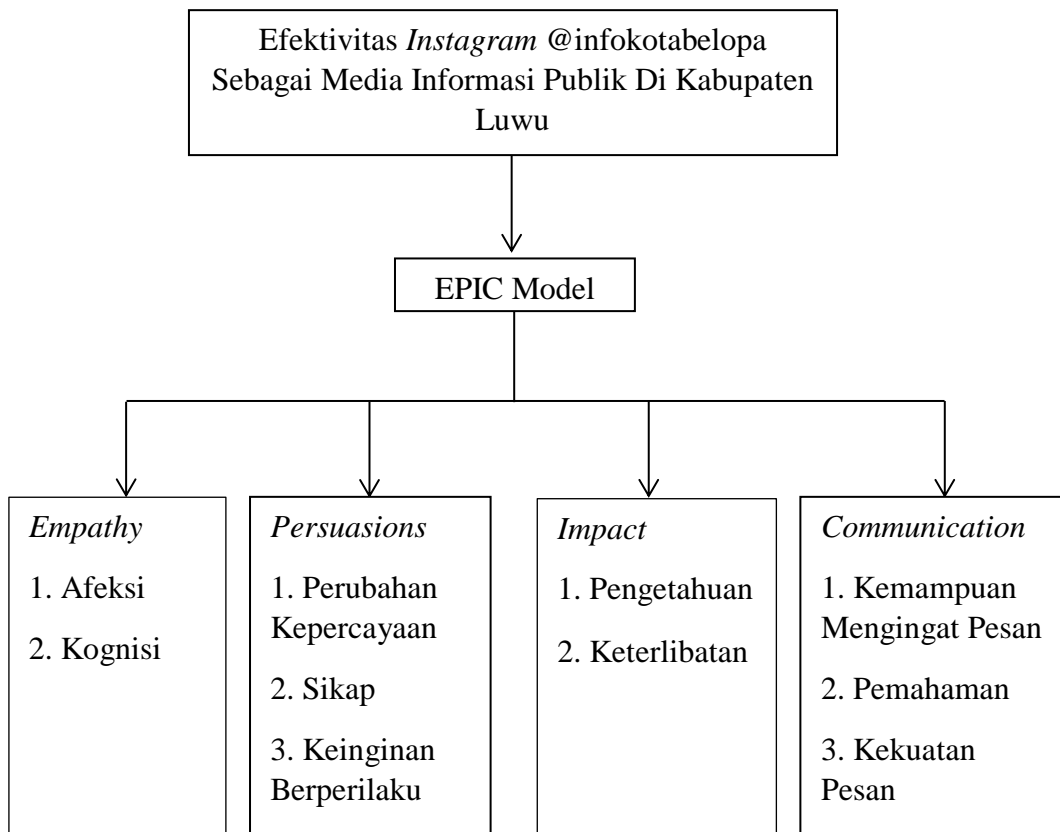 Efektivitas Instagram @infokotabelopa
Sebagai Media Informasi Publik Di Kabupaten
Luwu
EPIC Model
Empathy
1. Afeksi
2. Kognisi
Persuasions
1. Perubahan
Kepercayaan
2. Sikap
3. Keinginan
Berperilaku
Impact
1. Pengetahuan
2. Keterlibatan
Communication
1. Kemampuan
Mengingat Pesan
2. Pemahaman
3. Kekuatan
Pesan